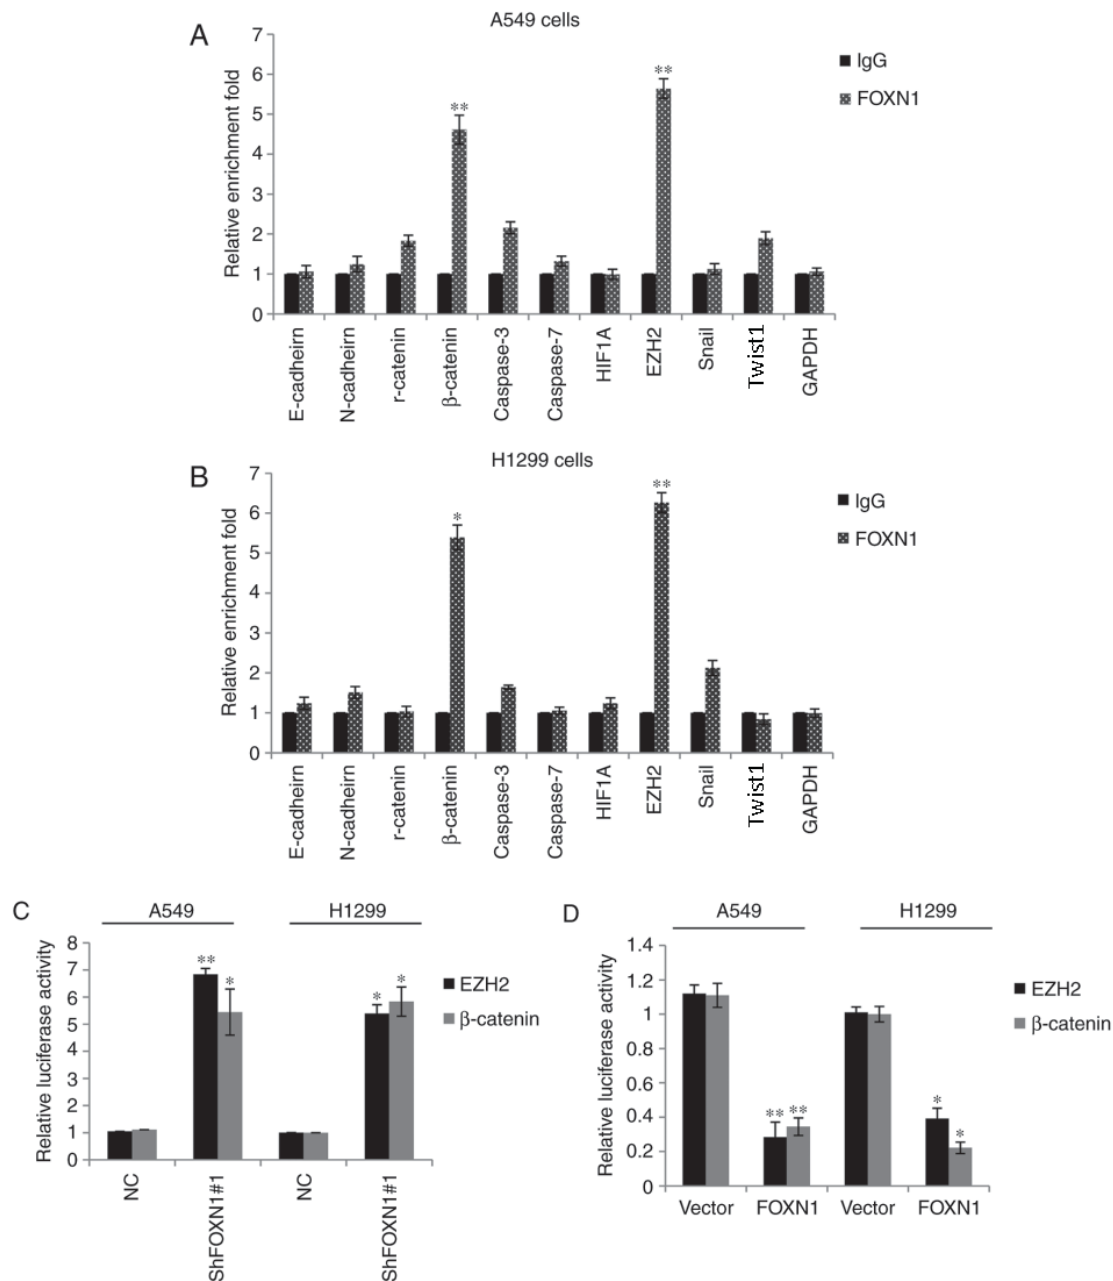 A
A549 cells
Relative enrichment fold
7
6
5
4
3
2
1
0
**
**
IgG
FOXN1
E-cadheirn
N-cadheirn
r-catenin
β-catenin
Caspase-3
Caspase-7
HIF1A
EZH2
Snail
Twist1
GAPDH
B
H1299 cells
Relative enrichment fold
7
6
5
4
3
2
1
0
*
**
IgG
FOXN1
E-cadheirn
N-cadheirn
r-catenin
β-catenin
Caspase-3
Caspase-7
HIF1A
EZH2
Snail
Twist1
GAPDH
C
A549
H1299
Relative luciferase activity
8
7
6
5
4
3
2
1
0
**
*
*
*
EZH2
β-catenin
NC
ShFOXN1#1
NC
ShFOXN1#1
D
A549
H1299
Relative luciferase activity
1.4
1.2
1
0.8
0.6
0.4
0.2
0
**
**
*
*
EZH2
β-catenin
Vector
FOXN1
Vector
FOXN1